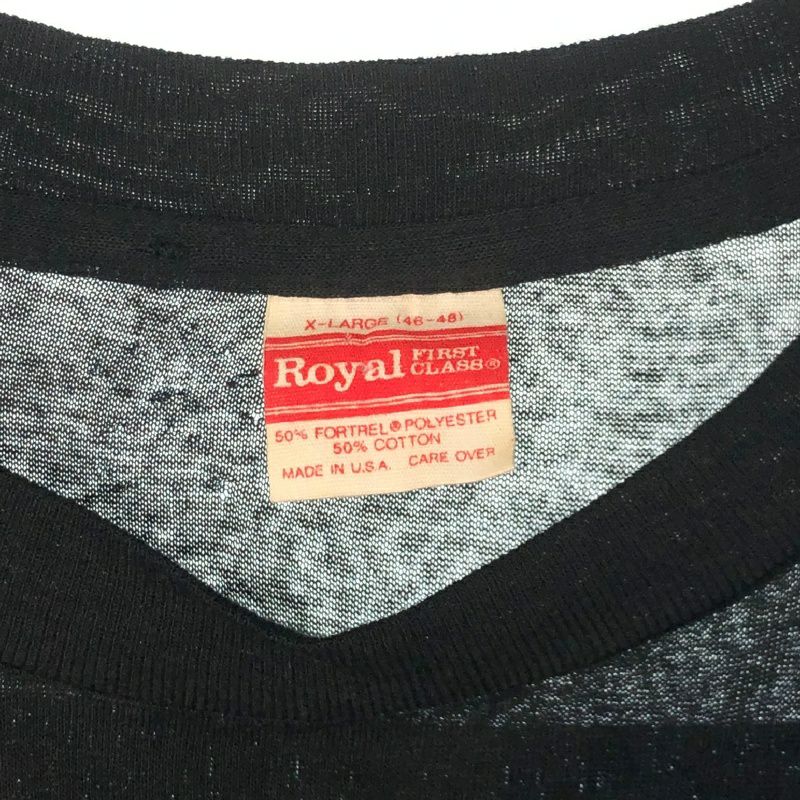 X-LARGE (46-48)
Royal FIRST CLASS®
50% FORTREL® POLYESTER
50% COTTON
MADE IN U.S.A. CARE OVER